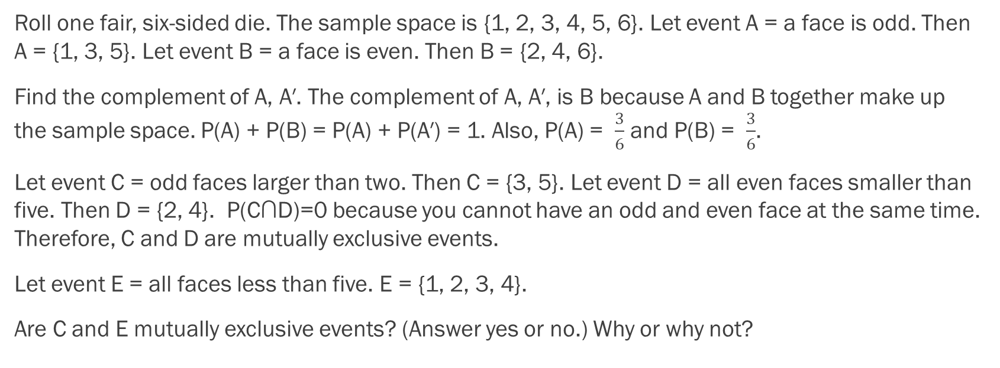 Roll one fair, six-sided die. The sample space is {1, 2, 3, 4, 5, 6}. Let event A = a face is odd. Then
A = {1, 3, 5}. Let event B = a face is even. Then B = {2, 4, 6}.
Find the complement of A, A′. The complement of A, A′, is B because A and B together make up
the sample space. P(A) + P(B) = P(A) + P(A′) = 1. Also, P(A) = 3/6 and P(B) = 3/6.
Let event C = odd faces larger than two. Then C = {3, 5}. Let event D = all even faces smaller than
five. Then D = {2, 4}. P(C∩D)=0 because you cannot have an odd and even face at the same time.
Therefore, C and D are mutually exclusive events.
Let event E = all faces less than five. E = {1, 2, 3, 4}.
Are C and E mutually exclusive events? (Answer yes or no.) Why or why not?